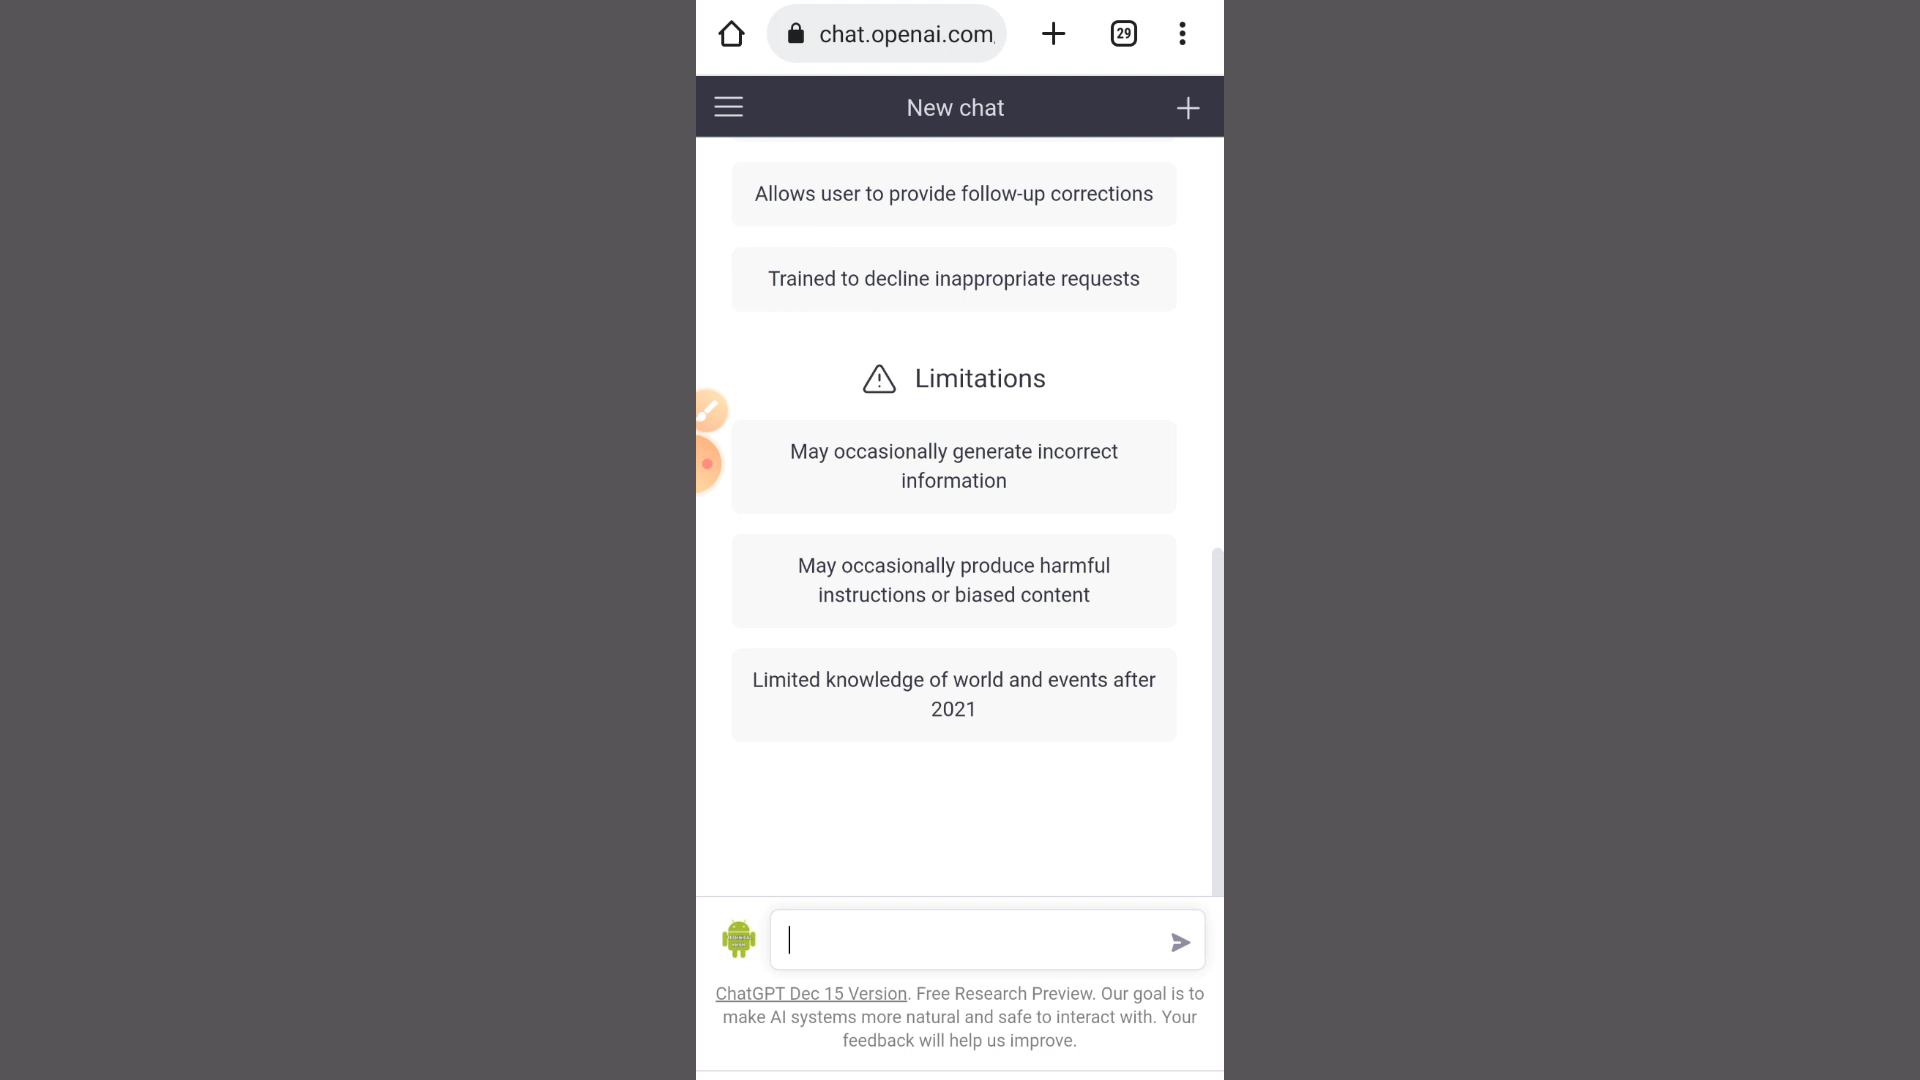 chat.openai.com
29
New chat
Allows user to provide follow-up corrections
Trained to decline inappropriate requests
Limitations
May occasionally generate incorrect
information
May occasionally produce harmful
instructions or biased content
Limited knowledge of world and events after
2021
ChatGPT Dec 15 Version. Free Research Preview. Our goal is to
make AI systems more natural and safe to interact with. Your
feedback will help us improve.